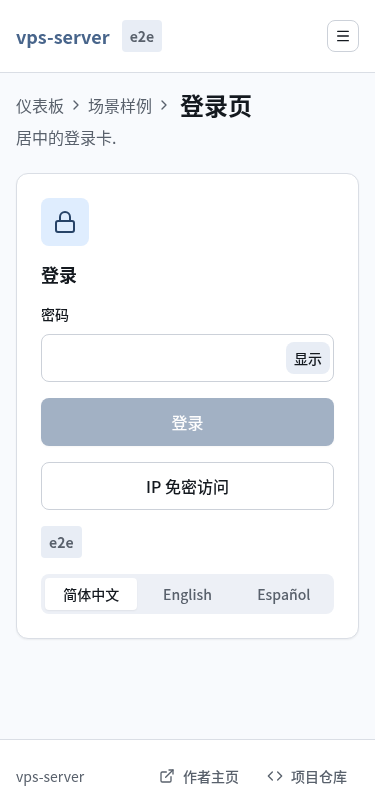 vps-server e2e
仪表板 场景样例 登录页
居中的登录卡.
登录
密码
显示
登录
IP 免密访问
e2e
简体中文 English Español
vps-server 作者主页 项目仓库